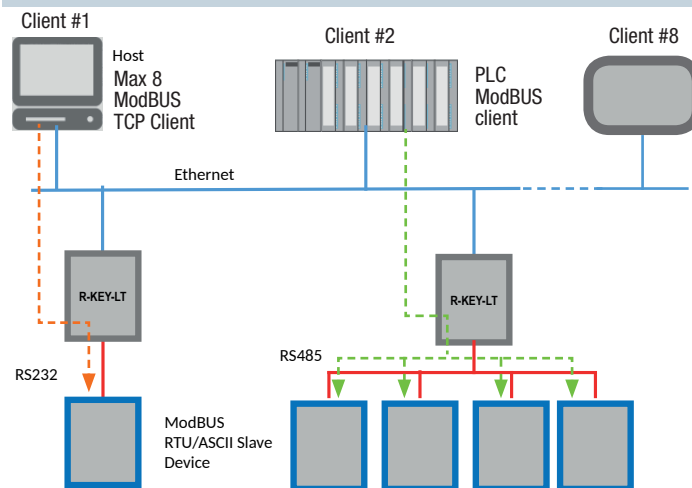 Client #1
Client #2
Client #8
Host
Max 8
ModBUS
TCP Client
PLC
ModBUS
client
Ethernet
R-KEY-LT
R-KEY-LT
RS232
RS485
ModBUS
RTU/ASCII Slave
Device